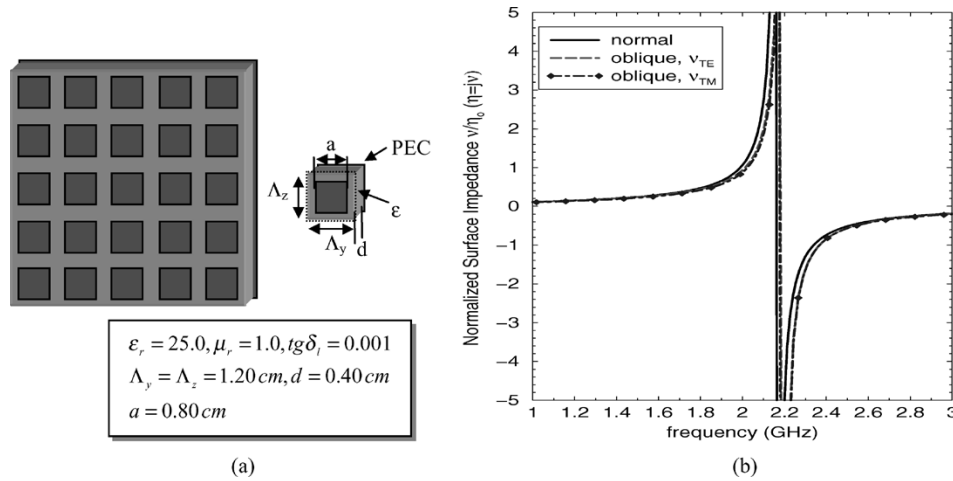 a
PEC
Λz
ε
Λy
d
εr = 25.0, μr = 1.0, tgδl = 0.001
Λy = Λz = 1.20 cm, d = 0.40 cm
a = 0.80 cm
(a)
Normalized Surface Impedance ν/η0 (η=jν)
5
4
3
2
1
0
−1
−2
−3
−4
−5
normal
oblique, νTE
oblique, νTM
1 1.2 1.4 1.6 1.8 2 2.2 2.4 2.6 2.8 3
frequency (GHz)
(b)